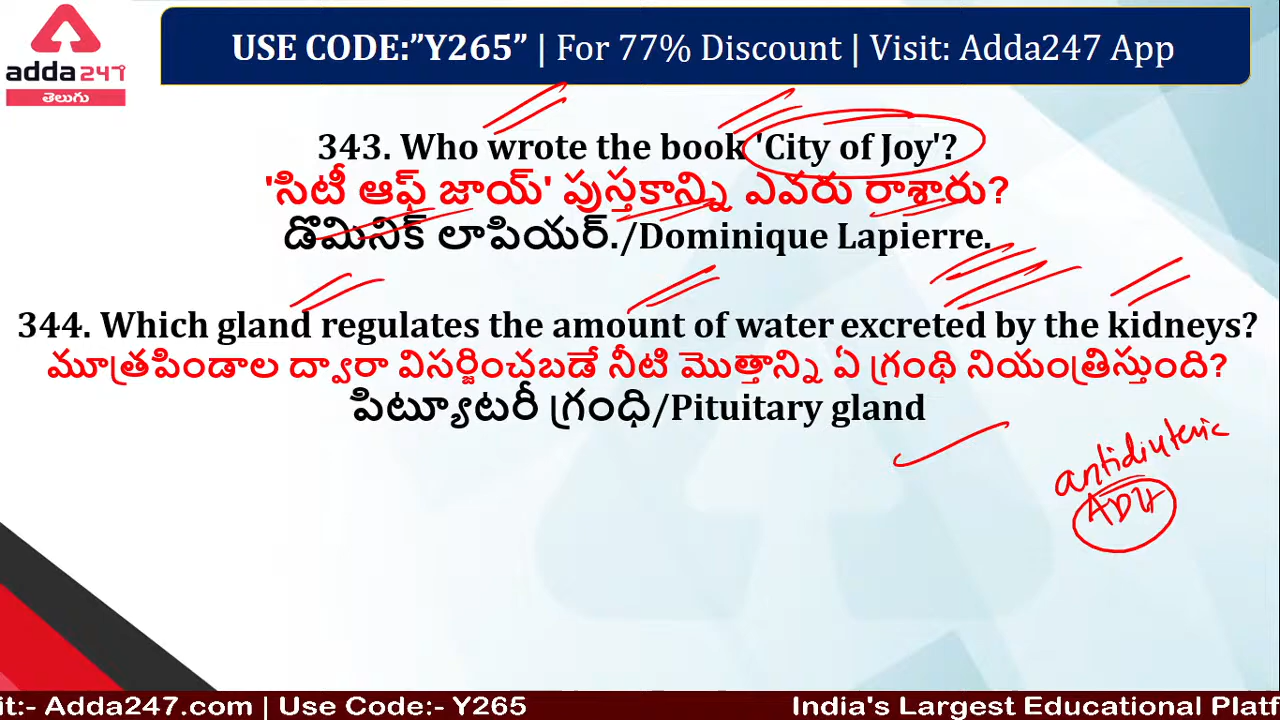 adda247
తెలుగు
USE CODE:”Y265” | For 77% Discount | Visit: Adda247 App
343. Who wrote the book 'City of Joy'?
'సిటీ ఆఫ్ జాయ్' పుస్తకాన్ని ఎవరు రాశారు?
డొమినిక్ లాపియర్./Dominique Lapierre.
344. Which gland regulates the amount of water excreted by the kidneys?
మూత్రపిండాల ద్వారా విసర్జించబడే నీటి మొత్తాన్ని ఏ గ్రంథి నియంత్రిస్తుంది?
పిట్యూటరీ గ్రంధి/Pituitary gland
antidiuteric
ADH
it:- Adda247.com | Use Code:- Y265
India's Largest Educational Platf